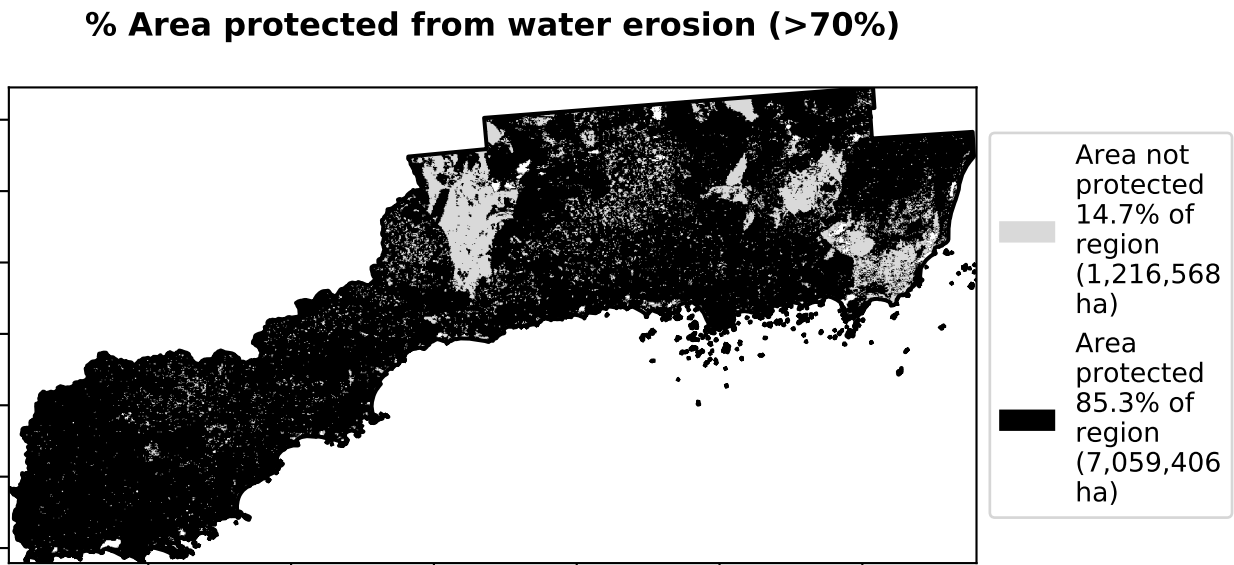 % Area protected from water erosion (>70%)
Area not
protected
14.7% of
region
(1,216,568
ha)
Area
protected
85.3% of
region
(7,059,406
ha)